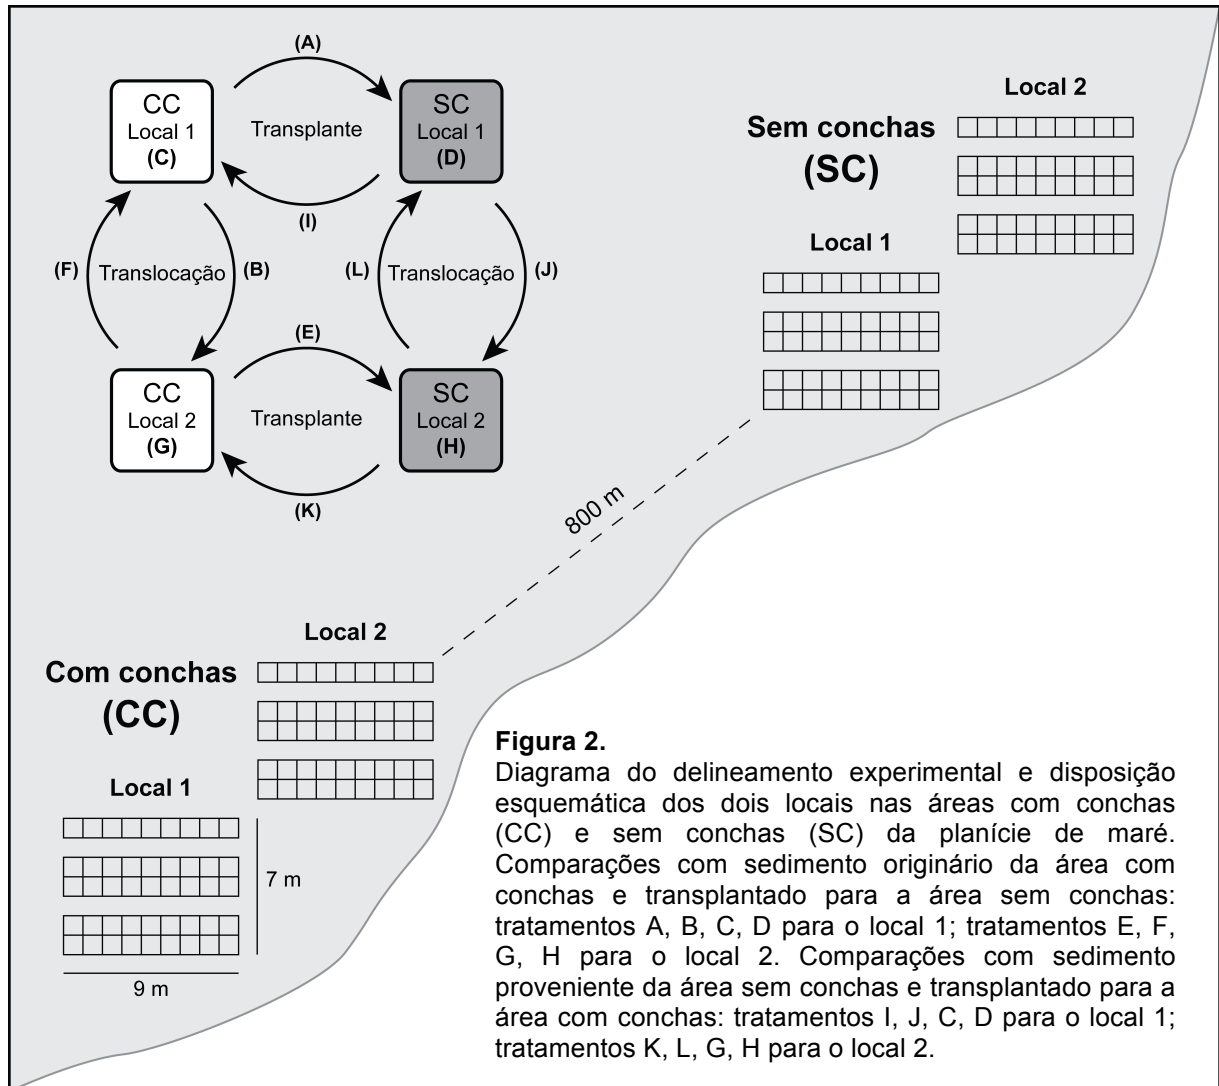 (A)
CC
Local 1
(C)
Transplante
SC
Local 1
(D)
(I)
(F)
Translocação
(B)
(L)
Translocação
(J)
(E)
CC
Local 2
(G)
Transplante
SC
Local 2
(H)
(K)
Local 2
Sem conchas
(SC)
Local 1
800 m
Local 2
Com conchas
(CC)
Local 1
7 m
9 m
Figura 2.
Diagrama do delineamento experimental e disposição
esquemática dos dois locais nas áreas com conchas
(CC) e sem conchas (SC) da planície de maré.
Comparações com sedimento originário da área com
conchas e transplantado para a área sem conchas:
tratamentos A, B, C, D para o local 1; tratamentos E, F,
G, H para o local 2. Comparações com sedimento
proveniente da área sem conchas e transplantado para a
área com conchas: tratamentos I, J, C, D para o local 1;
tratamentos K, L, G, H para o local 2.